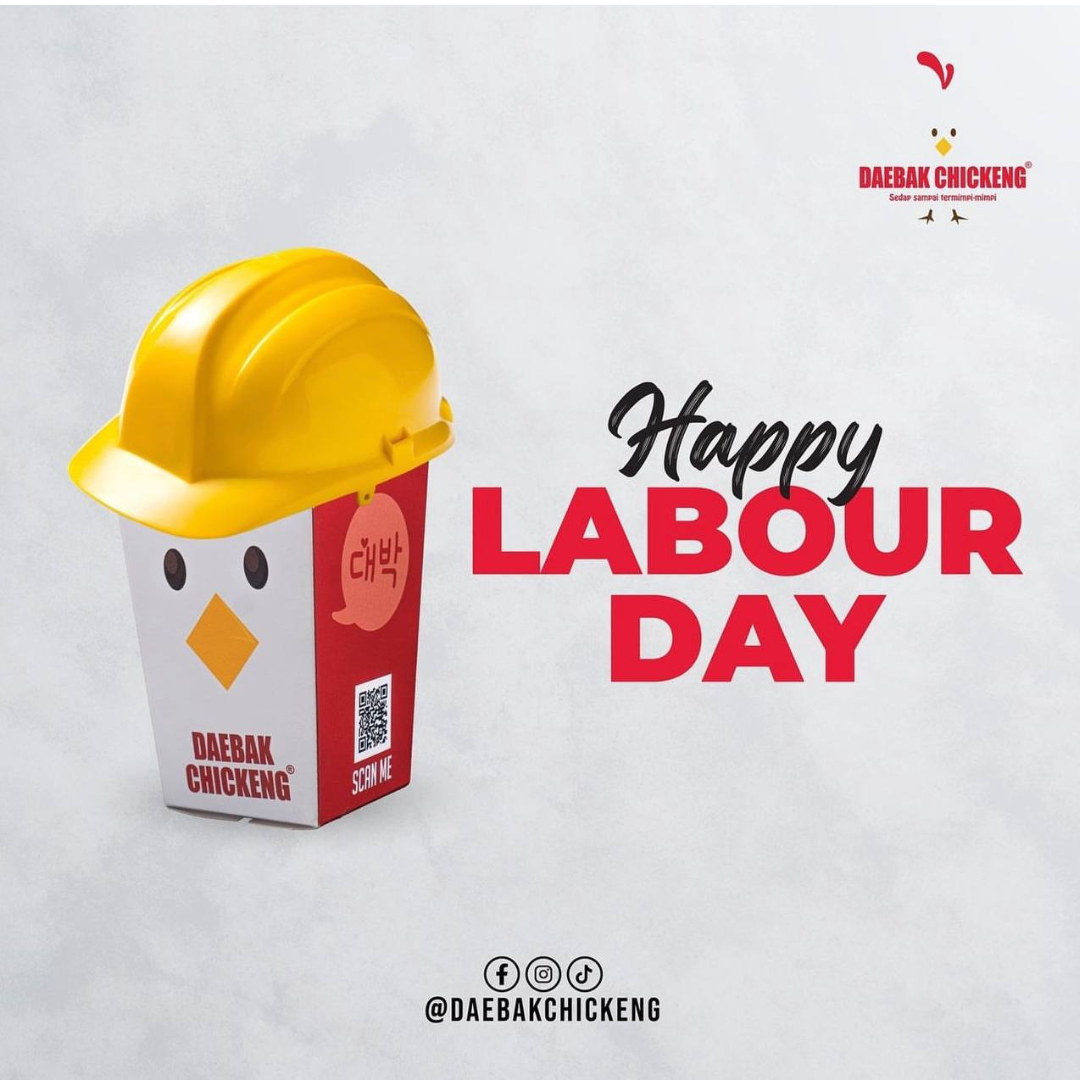 DAEBAK CHICKENG®
Sedap sampai termimpi-mimpi
Happy
LABOUR
DAY
대박
DAEBAK
CHICKENG®
SCAN ME
@DAEBAKCHICKENG